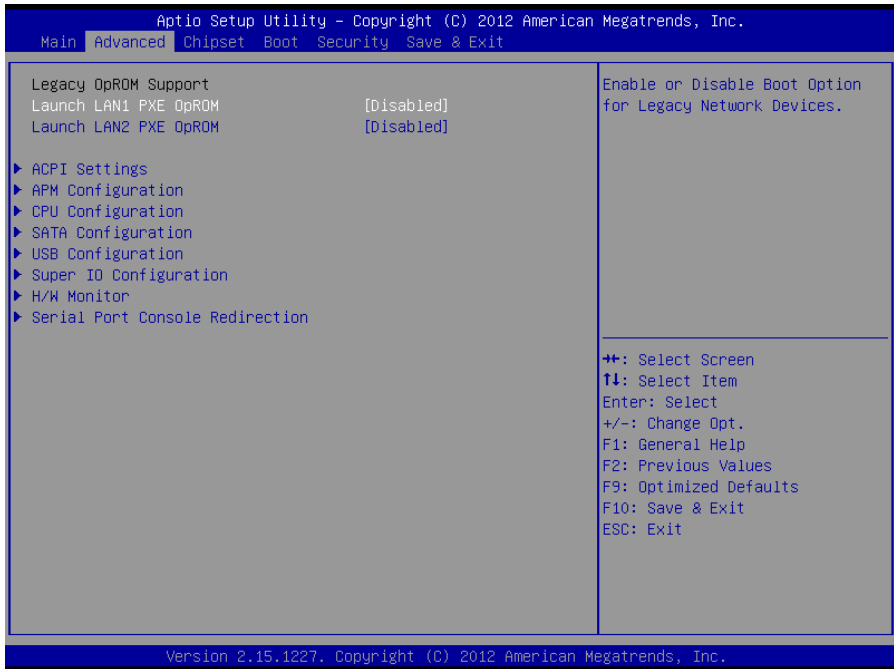 Aptio Setup Utility – Copyright (C) 2012 American Megatrends, Inc.
Main Advanced Chipset Boot Security Save & Exit
Legacy OpROM Support
Launch LAN1 PXE OpROM [Disabled]
Launch LAN2 PXE OpROM [Disabled]
ACPI Settings
APM Configuration
CPU Configuration
SATA Configuration
USB Configuration
Super IO Configuration
H/W Monitor
Serial Port Console Redirection
Enable or Disable Boot Option
for Legacy Network Devices.
→←: Select Screen
↑↓: Select Item
Enter: Select
+/-: Change Opt.
F1: General Help
F2: Previous Values
F9: Optimized Defaults
F10: Save & Exit
ESC: Exit
Version 2.15.1227. Copyright (C) 2012 American Megatrends, Inc.